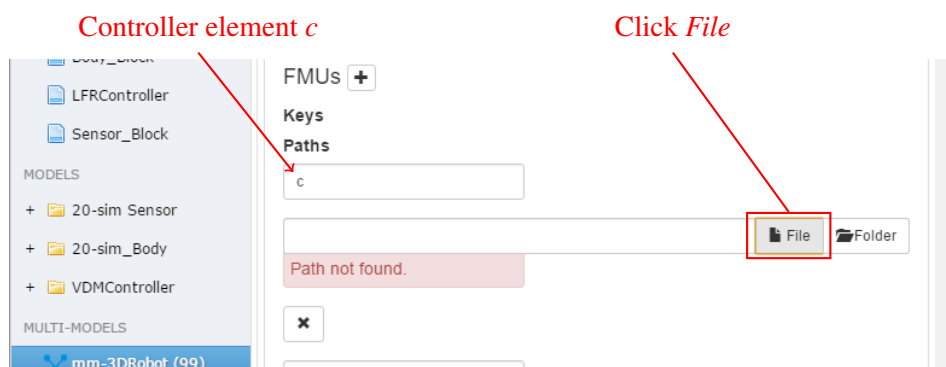 Controller element c
Click File
Body_Block
LFRController
Sensor_Block
MODELS
+ 20-sim Sensor
+ 20-sim_Body
+ VDMController
MULTI-MODELS
mm-3DRobot (99)
FMUs +
Keys
Paths
c
File
Folder
Path not found.